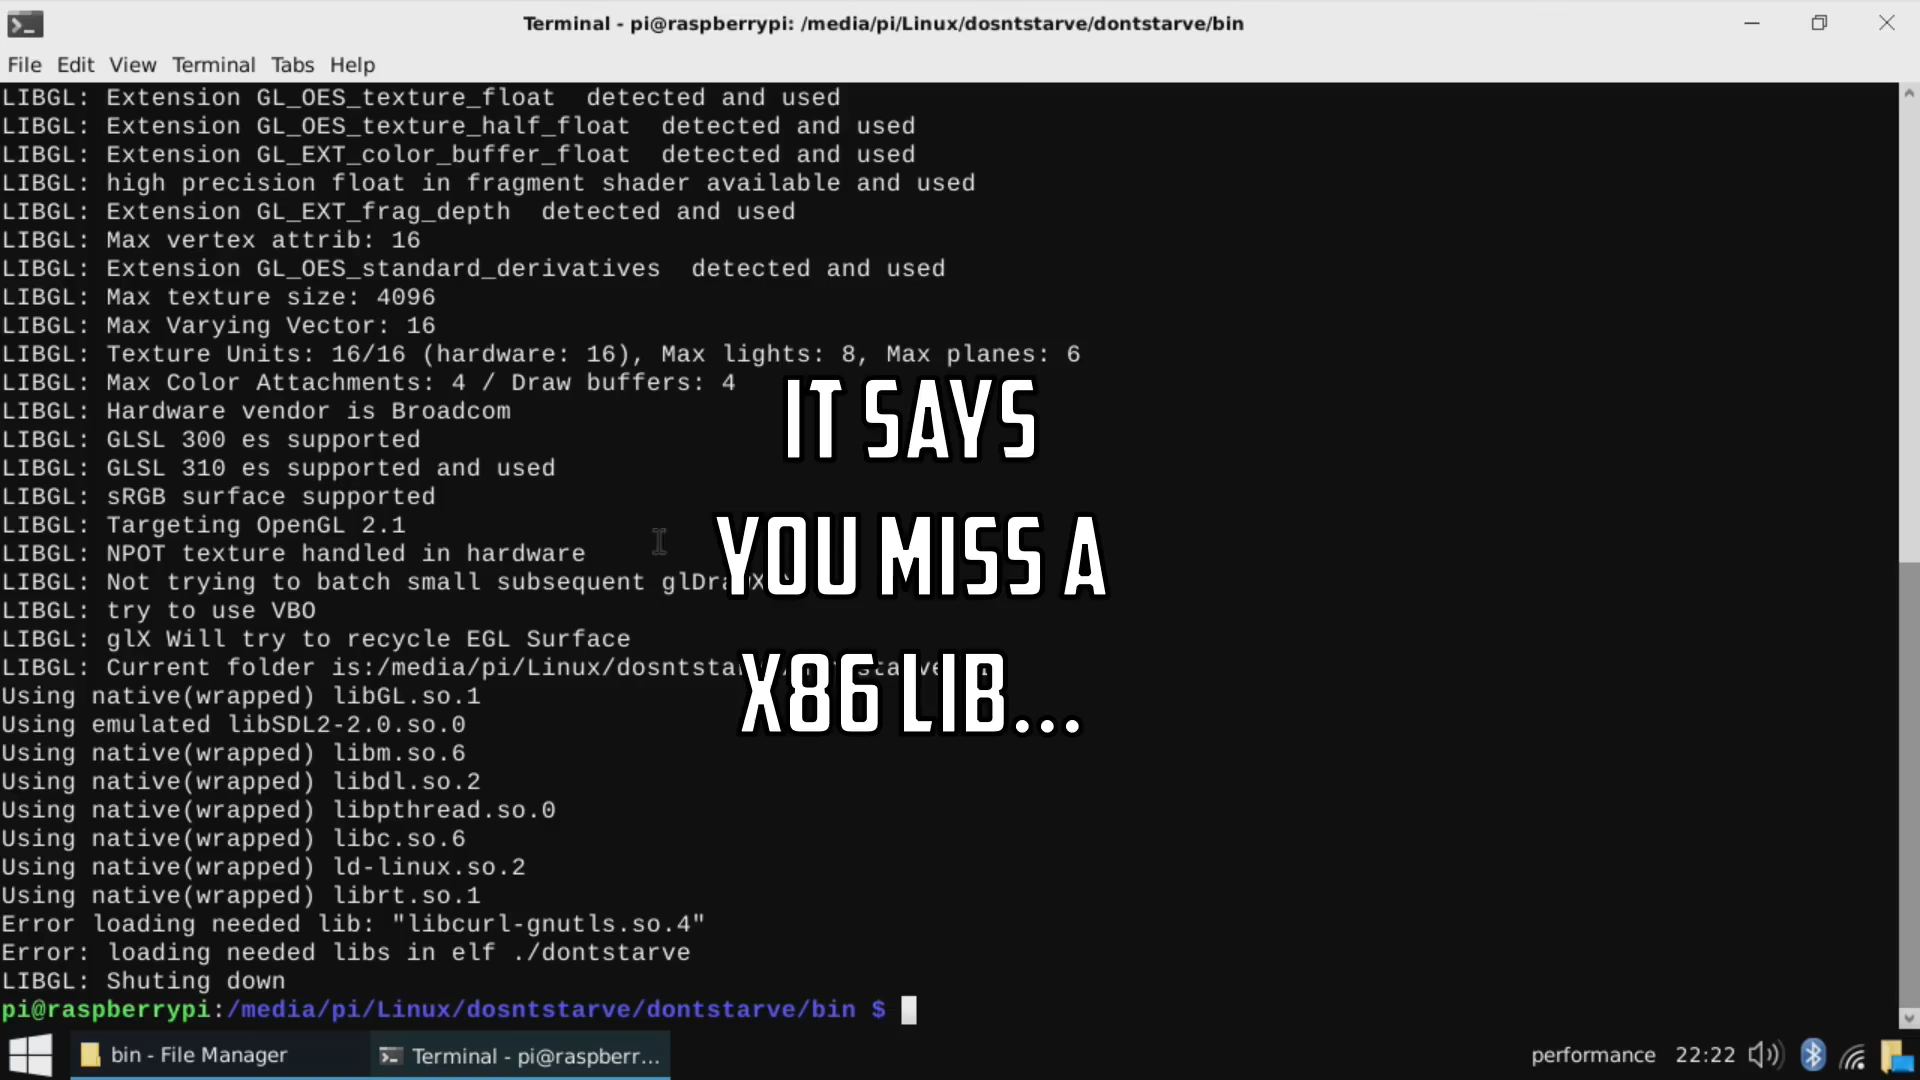 Terminal - pi@raspberrypi: /media/pi/Linux/dosntstarve/dontstarve/bin
File Edit View Terminal Tabs Help
LIBGL: Extension GL_OES_texture_float  detected and used
LIBGL: Extension GL_OES_texture_half_float  detected and used
LIBGL: Extension GL_EXT_color_buffer_float  detected and used
LIBGL: high precision float in fragment shader available and used
LIBGL: Extension GL_EXT_frag_depth  detected and used
LIBGL: Max vertex attrib: 16
LIBGL: Extension GL_OES_standard_derivatives  detected and used
LIBGL: Max texture size: 4096
LIBGL: Max Varying Vector: 16
LIBGL: Texture Units: 16/16 (hardware: 16), Max lights: 8, Max planes: 6
LIBGL: Max Color Attachments: 4 / Draw buffers: 4
LIBGL: Hardware vendor is Broadcom
LIBGL: GLSL 300 es supported
LIBGL: GLSL 310 es supported and used
LIBGL: sRGB surface supported
LIBGL: Targeting OpenGL 2.1
LIBGL: NPOT texture handled in hardware
LIBGL: Not trying to batch small subsequent
LIBGL: try to use VBO
LIBGL: glX Will try to recycle EGL Surface
LIBGL: Current folder is:/media/pi/Linux/
Using native(wrapped) libGL.so.1
Using emulated libSDL2-2.0.so.0
Using native(wrapped) libm.so.6
Using native(wrapped) libdl.so.2
Using native(wrapped) libpthread.so.0
Using native(wrapped) libc.so.6
Using native(wrapped) ld-linux.so.2
Using native(wrapped) librt.so.1
Error loading needed lib: "libcurl-gnutls.so.4"
Error: loading needed libs in elf ./dontstarve
LIBGL: Shuting down
pi@raspberrypi:/media/pi/Linux/dosntstarve/dontstarve/bin $
IT SAYS
YOU MISS A
X86 LIB...
bin - File Manager
Terminal - pi@raspberr...
performance 22:22